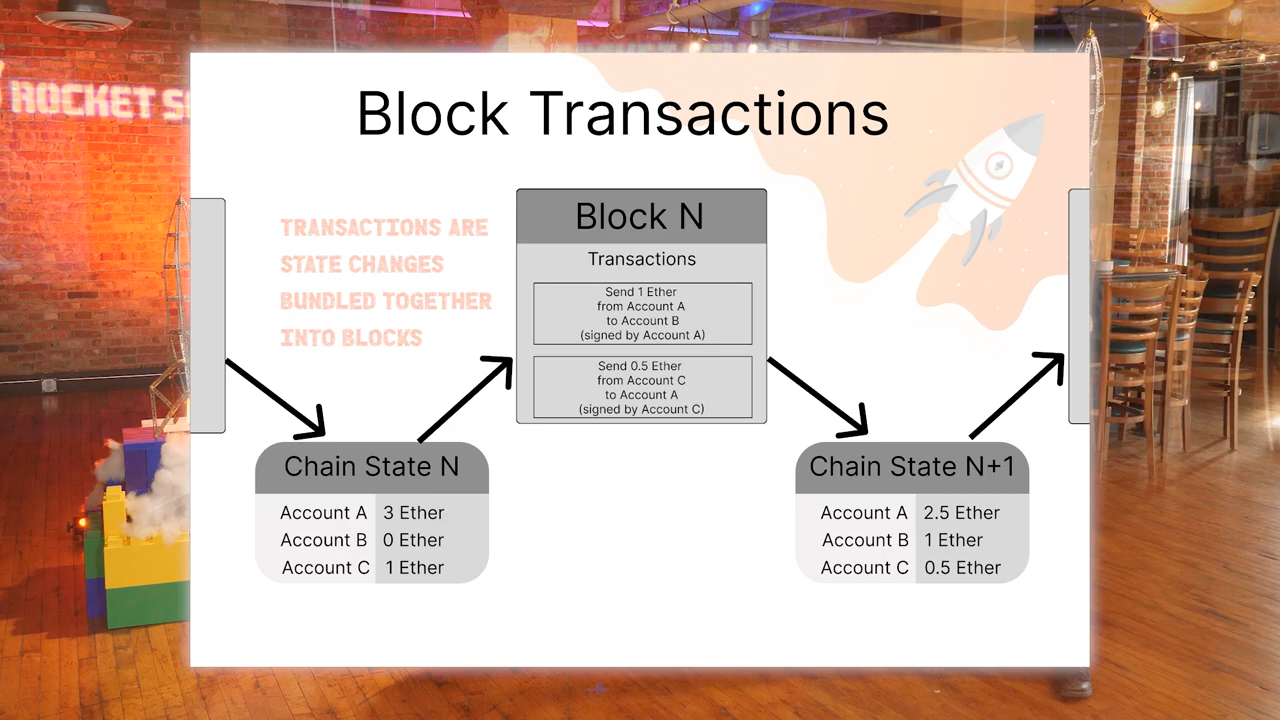 Block Transactions
ROCKET
TRANSACTIONS ARE
STATE CHANGES
BUNDLED TOGETHER
INTO BLOCKS
Block N
Transactions
Send 1 Ether
from Account A
to Account B
(signed by Account A)
Send 0.5 Ether
from Account C
to Account A
(signed by Account C)
Chain State N
Account A 3 Ether
Account B 0 Ether
Account C 1 Ether
Chain State N+1
Account A 2.5 Ether
Account B 1 Ether
Account C 0.5 Ether